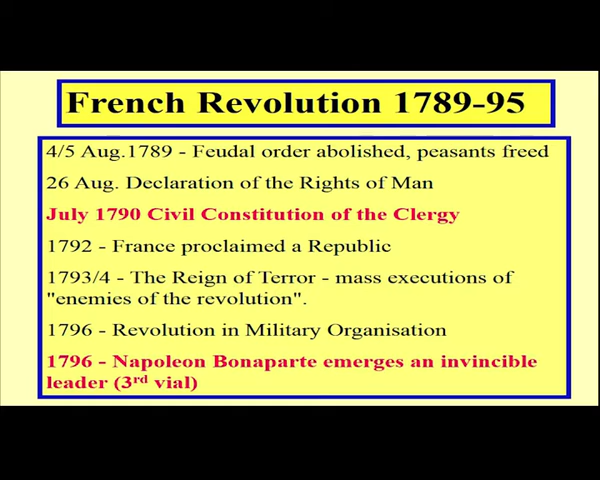 French Revolution 1789-95
4/5 Aug.1789 - Feudal order abolished, peasants freed
26 Aug. Declaration of the Rights of Man
July 1790 Civil Constitution of the Clergy
1792 - France proclaimed a Republic
1793/4 - The Reign of Terror - mass executions of
"enemies of the revolution".
1796 - Revolution in Military Organisation
1796 - Napoleon Bonaparte emerges an invincible
leader (3rd vial)